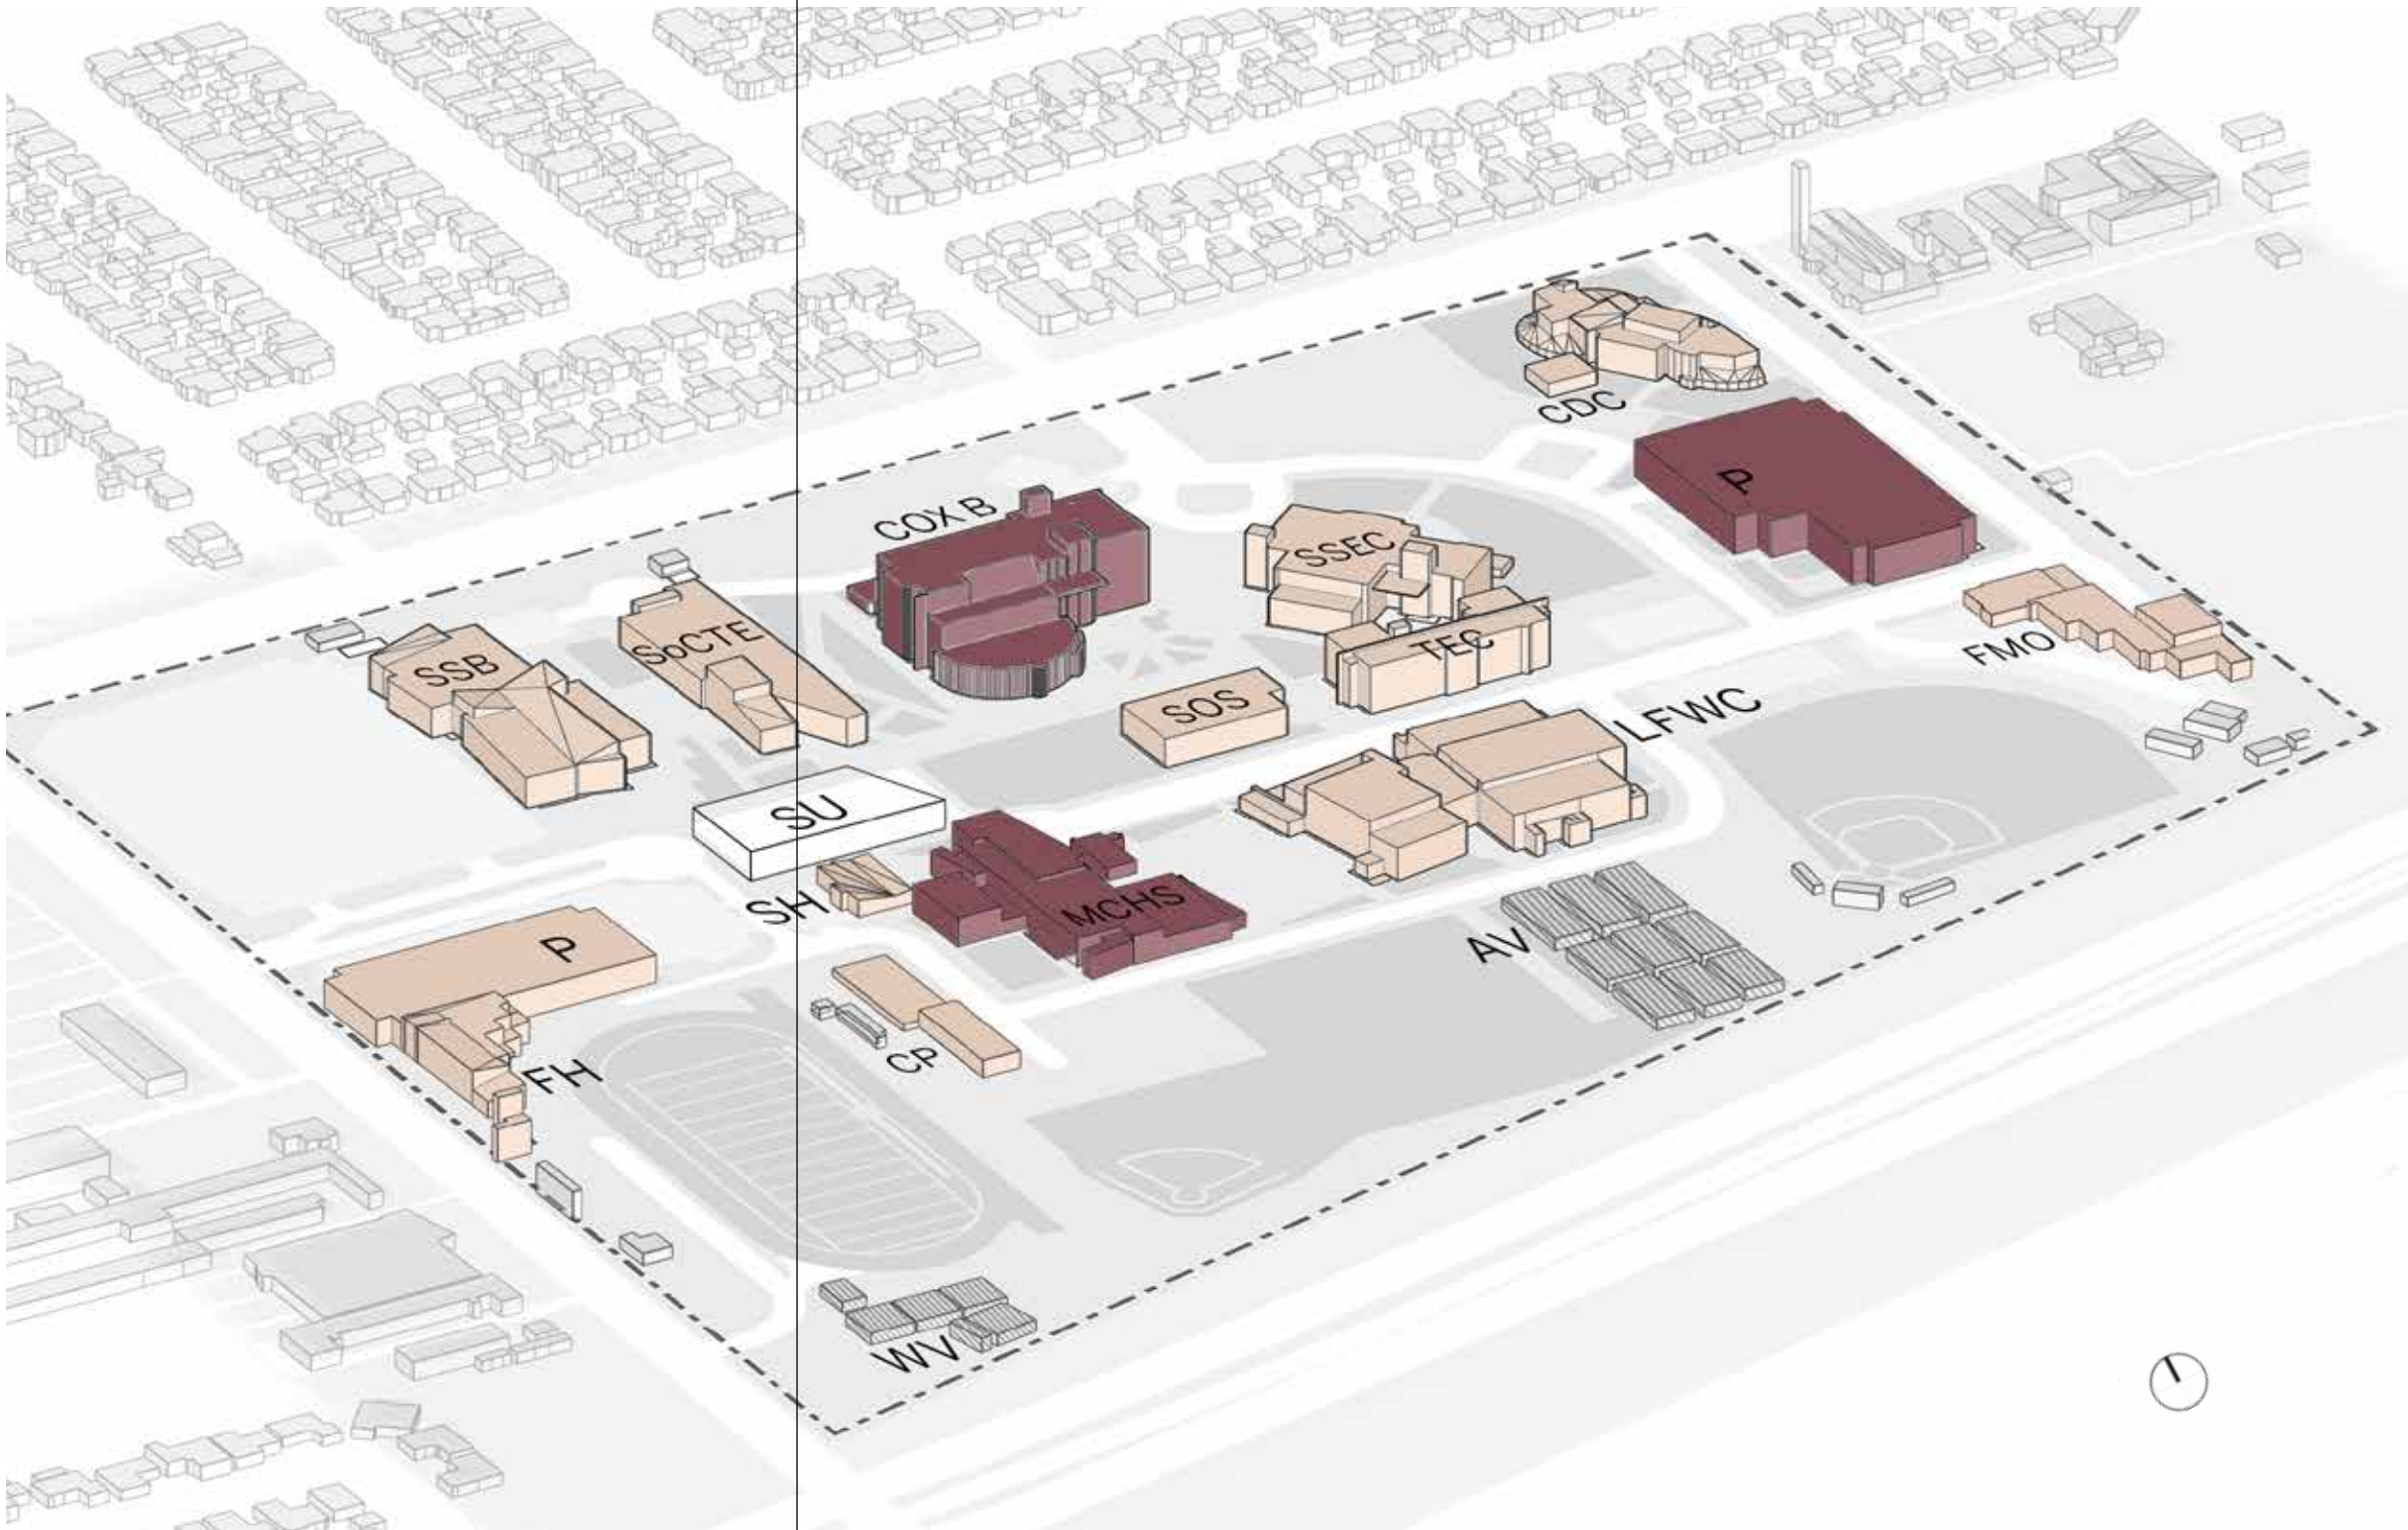 CDC
P
COX B
SSEC
SoCTE
TEC
SSB
FMO
SOS
LFWC
SU
SH
MCHS
P
AV
CP
FH
WV